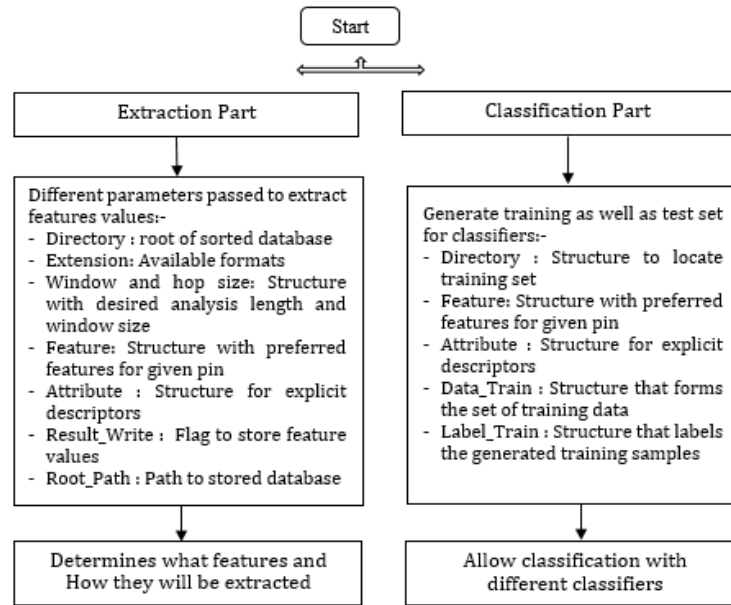 Start
Extraction Part
Different parameters passed to extract
features values:-
- Directory : root of sorted database
- Extension: Available formats
- Window and hop size: Structure
with desired analysis length and
window size
- Feature: Structure with preferred
features for given pin
- Attribute : Structure for explicit
descriptors
- Result_Write : Flag to store feature
values
- Root_Path : Path to stored database
Determines what features and
How they will be extracted
Classification Part
Generate training as well as test set
for classifiers:-
- Directory : Structure to locate
training set
- Feature: Structure with preferred
features for given pin
- Attribute : Structure for explicit
descriptors
- Data_Train : Structure that forms
the set of training data
- Label_Train : Structure that labels
the generated training samples
Allow classification with
different classifiers